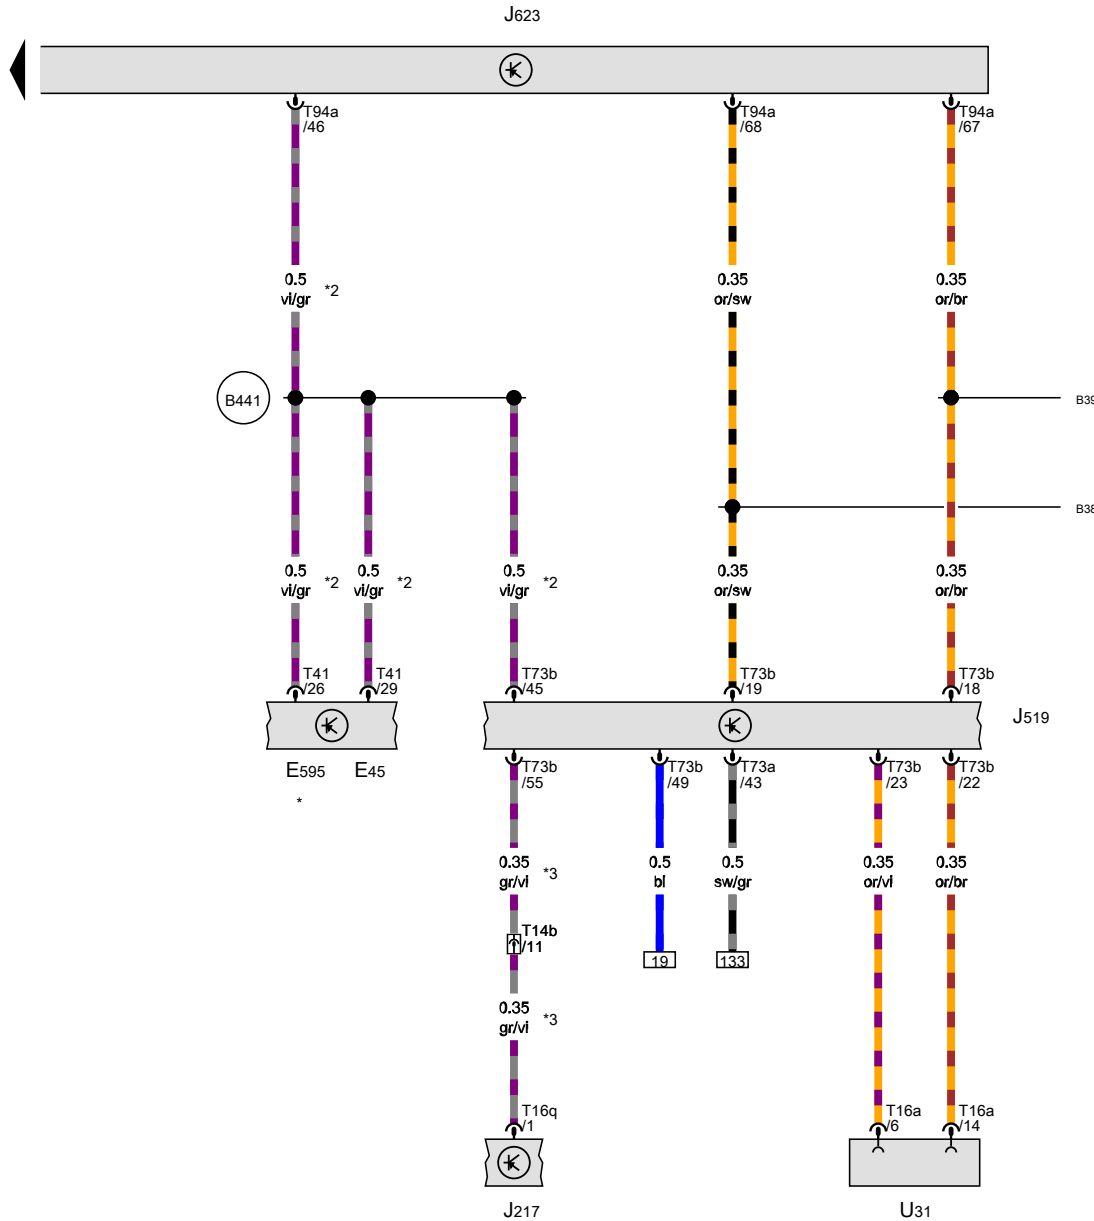 J623
T94a
/46
T94a
/68
T94a
/67
0.5
vi/gr
*2
0.35
or/sw
0.35
or/br
B441
B39
B38
0.5
vi/gr
*2
0.5
vi/gr
*2
0.5
vi/gr
*2
0.35
or/sw
0.35
or/br
T41
/26
T41
/29
T73b
/45
T73b
/19
T73b
/18
J519
E595
*
E45
T73b
/55
T73b
/49
T73a
/43
T73b
/23
T73b
/22
0.35
gr/vi
*3
0.5
bl
0.5
sw/gr
0.35
or/vi
0.35
or/br
T14b
/11
19
133
0.35
gr/vi
*3
T16q
/1
T16a
/6
T16a
/14
J217
U31